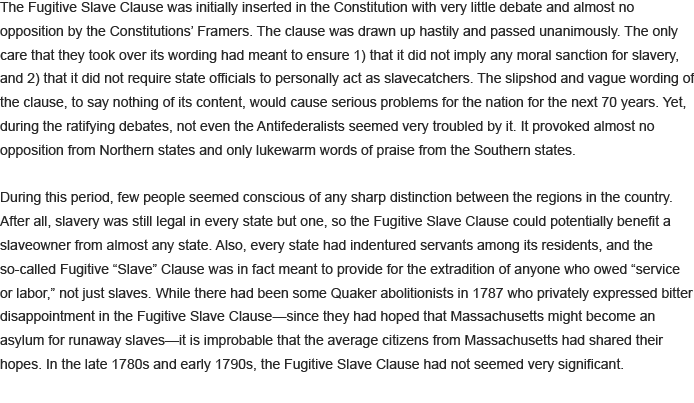 The Fugitive Slave Clause was initially inserted in the Constitution with very little debate and almost no
opposition by the Constitutions’ Framers. The clause was drawn up hastily and passed unanimously. The only
care that they took over its wording had meant to ensure 1) that it did not imply any moral sanction for slavery,
and 2) that it did not require state officials to personally act as slavecatchers. The slipshod and vague wording of
the clause, to say nothing of its content, would cause serious problems for the nation for the next 70 years. Yet,
during the ratifying debates, not even the Antifederalists seemed very troubled by it. It provoked almost no
opposition from Northern states and only lukewarm words of praise from the Southern states.

During this period, few people seemed conscious of any sharp distinction between the regions in the country.
After all, slavery was still legal in every state but one, so the Fugitive Slave Clause could potentially benefit a
slaveowner from almost any state. Also, every state had indentured servants among its residents, and the
so-called Fugitive “Slave” Clause was in fact meant to provide for the extradition of anyone who owed “service
or labor,” not just slaves. While there had been some Quaker abolitionists in 1787 who privately expressed bitter
disappointment in the Fugitive Slave Clause—since they had hoped that Massachusetts might become an
asylum for runaway slaves—it is improbable that the average citizens from Massachusetts had shared their
hopes. In the late 1780s and early 1790s, the Fugitive Slave Clause had not seemed very significant.